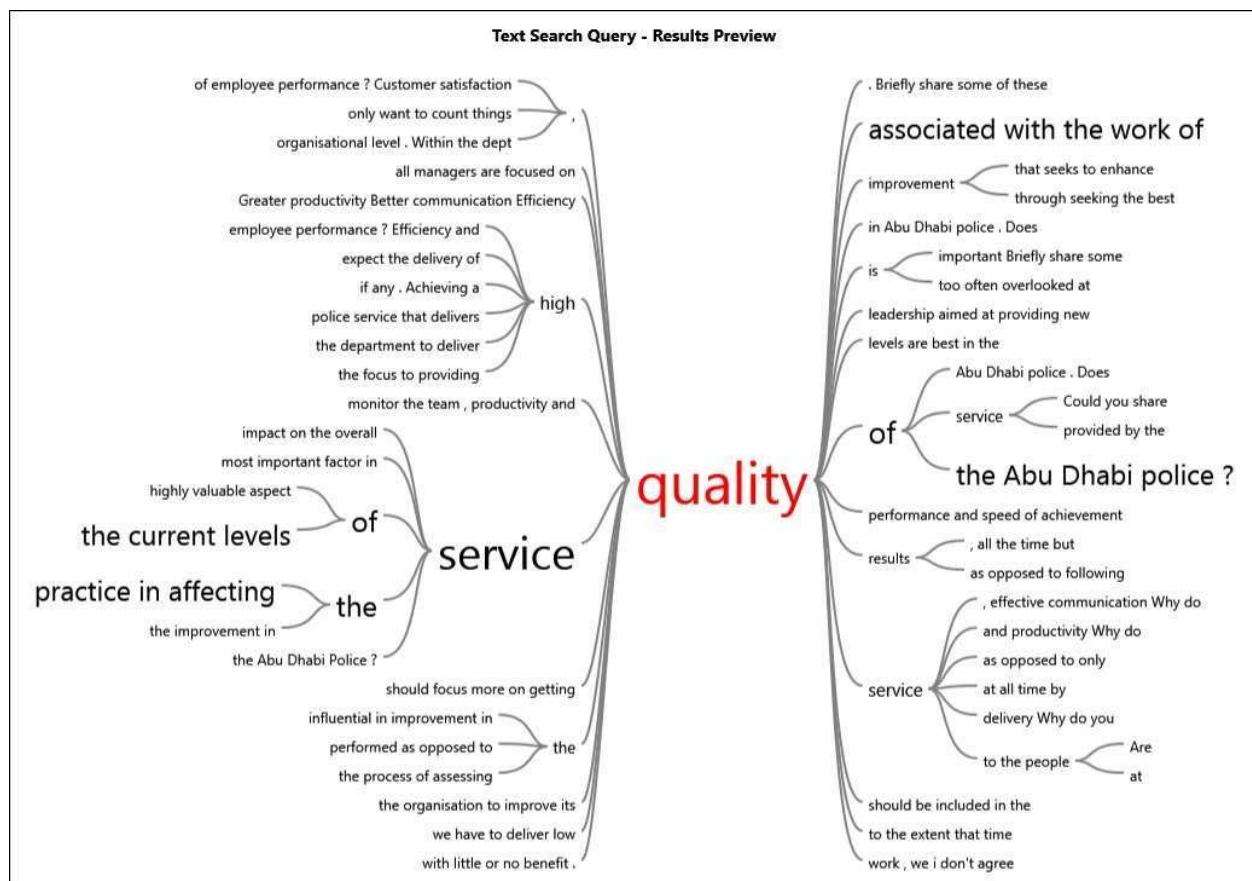 Text Search Query - Results Preview
of employee performance ? Customer satisfaction
only want to count things
organisational level . Within the dept
,
all managers are focused on
Greater productivity Better communication Efficiency
employee performance ? Efficiency and
expect the delivery of
if any . Achieving a
police service that delivers
the department to deliver
the focus to providing
high
monitor the team , productivity and
impact on the overall
most important factor in
highly valuable aspect
the current levels
of
practice in affecting
the improvement in
the
the Abu Dhabi Police ?
service
should focus more on getting
influential in improvement in
performed as opposed to
the process of assessing
the
the organisation to improve its
we have to deliver low
with little or no benefit .
quality
. Briefly share some of these
associated with the work of
improvement
that seeks to enhance
through seeking the best
in Abu Dhabi police . Does
is
important Briefly share some
too often overlooked at
leadership aimed at providing new
levels are best in the
of
Abu Dhabi police . Does
service
Could you share
provided by the
the Abu Dhabi police ?
performance and speed of achievement
results
, all the time but
as opposed to following
service
, effective communication Why do
and productivity Why do
as opposed to only
at all time by
delivery Why do you
to the people
Are
at
should be included in the
to the extent that time
work , we i don't agree